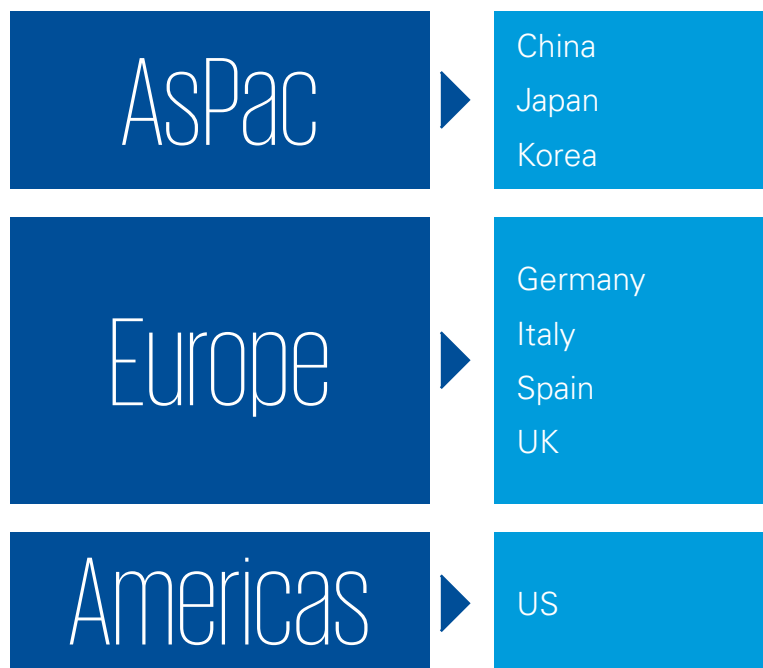 AsPac
China
Japan
Korea
Europe
Germany
Italy
Spain
UK
Americas
US